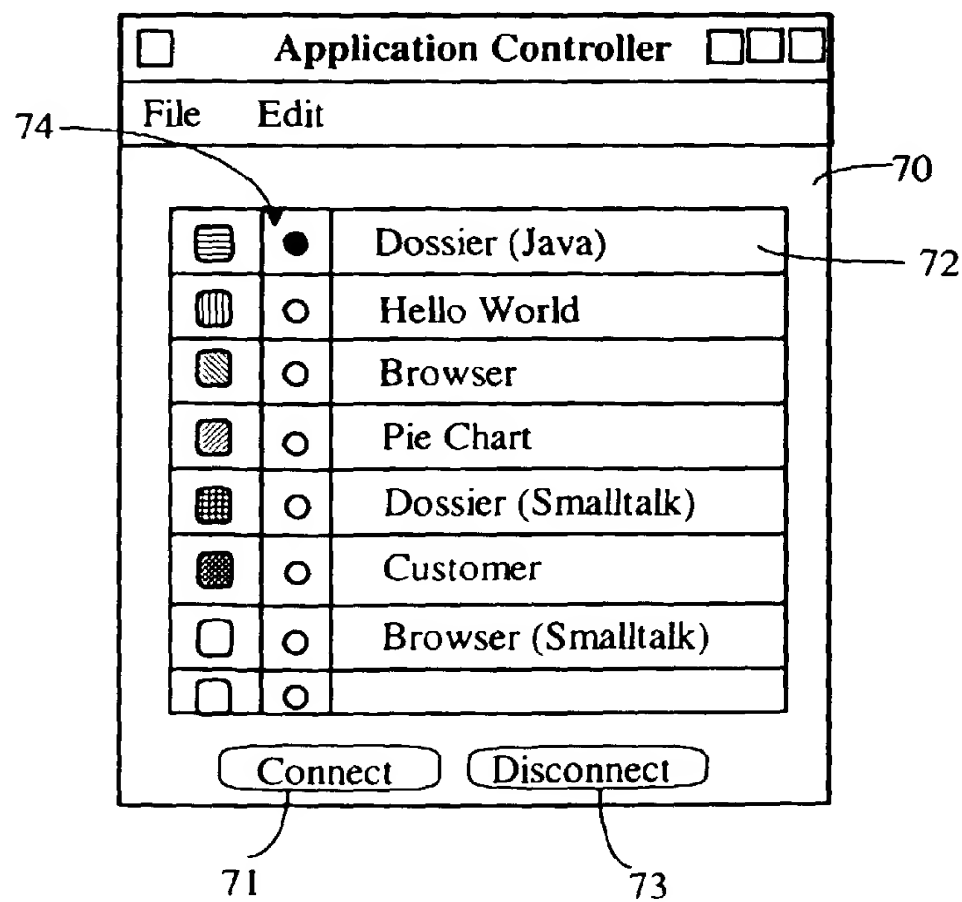 Application Controller
File Edit
74
70
Dossier (Java)
72
Hello World
Browser
Pie Chart
Dossier (Smalltalk)
Customer
Browser (Smalltalk)
Connect Disconnect
71 73